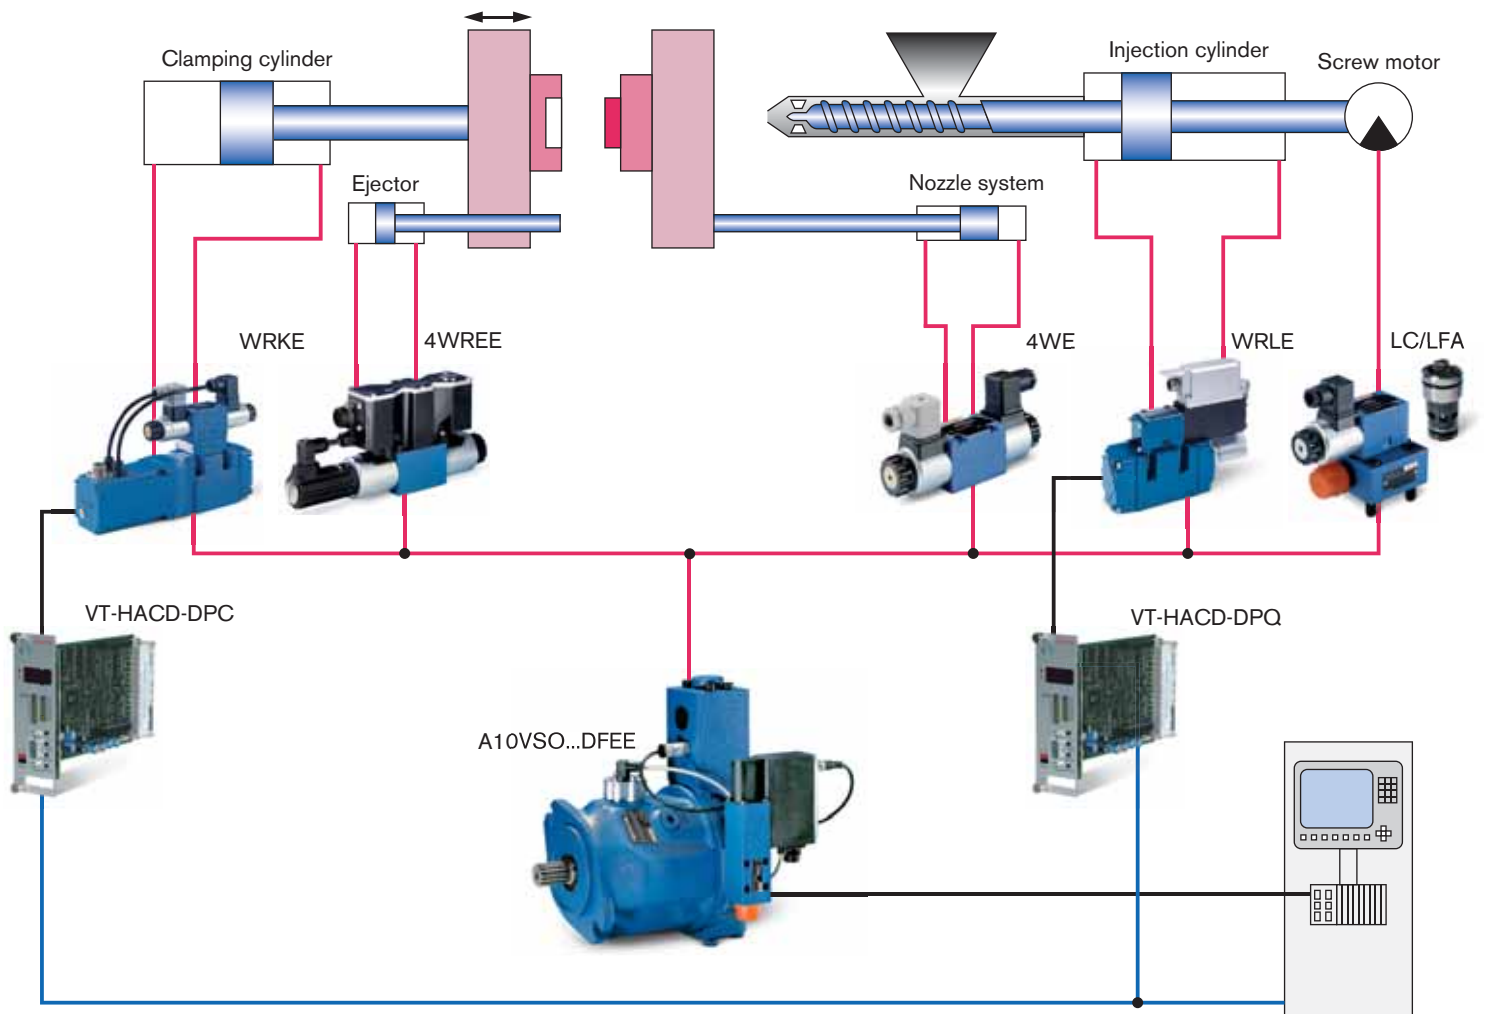 Clamping cylinder
Injection cylinder
Screw motor
Ejector
Nozzle system
WRKE
4WREE
4WE
WRLE
LC/LFA
VT-HACD-DPC
VT-HACD-DPQ
A10VSO...DFEE